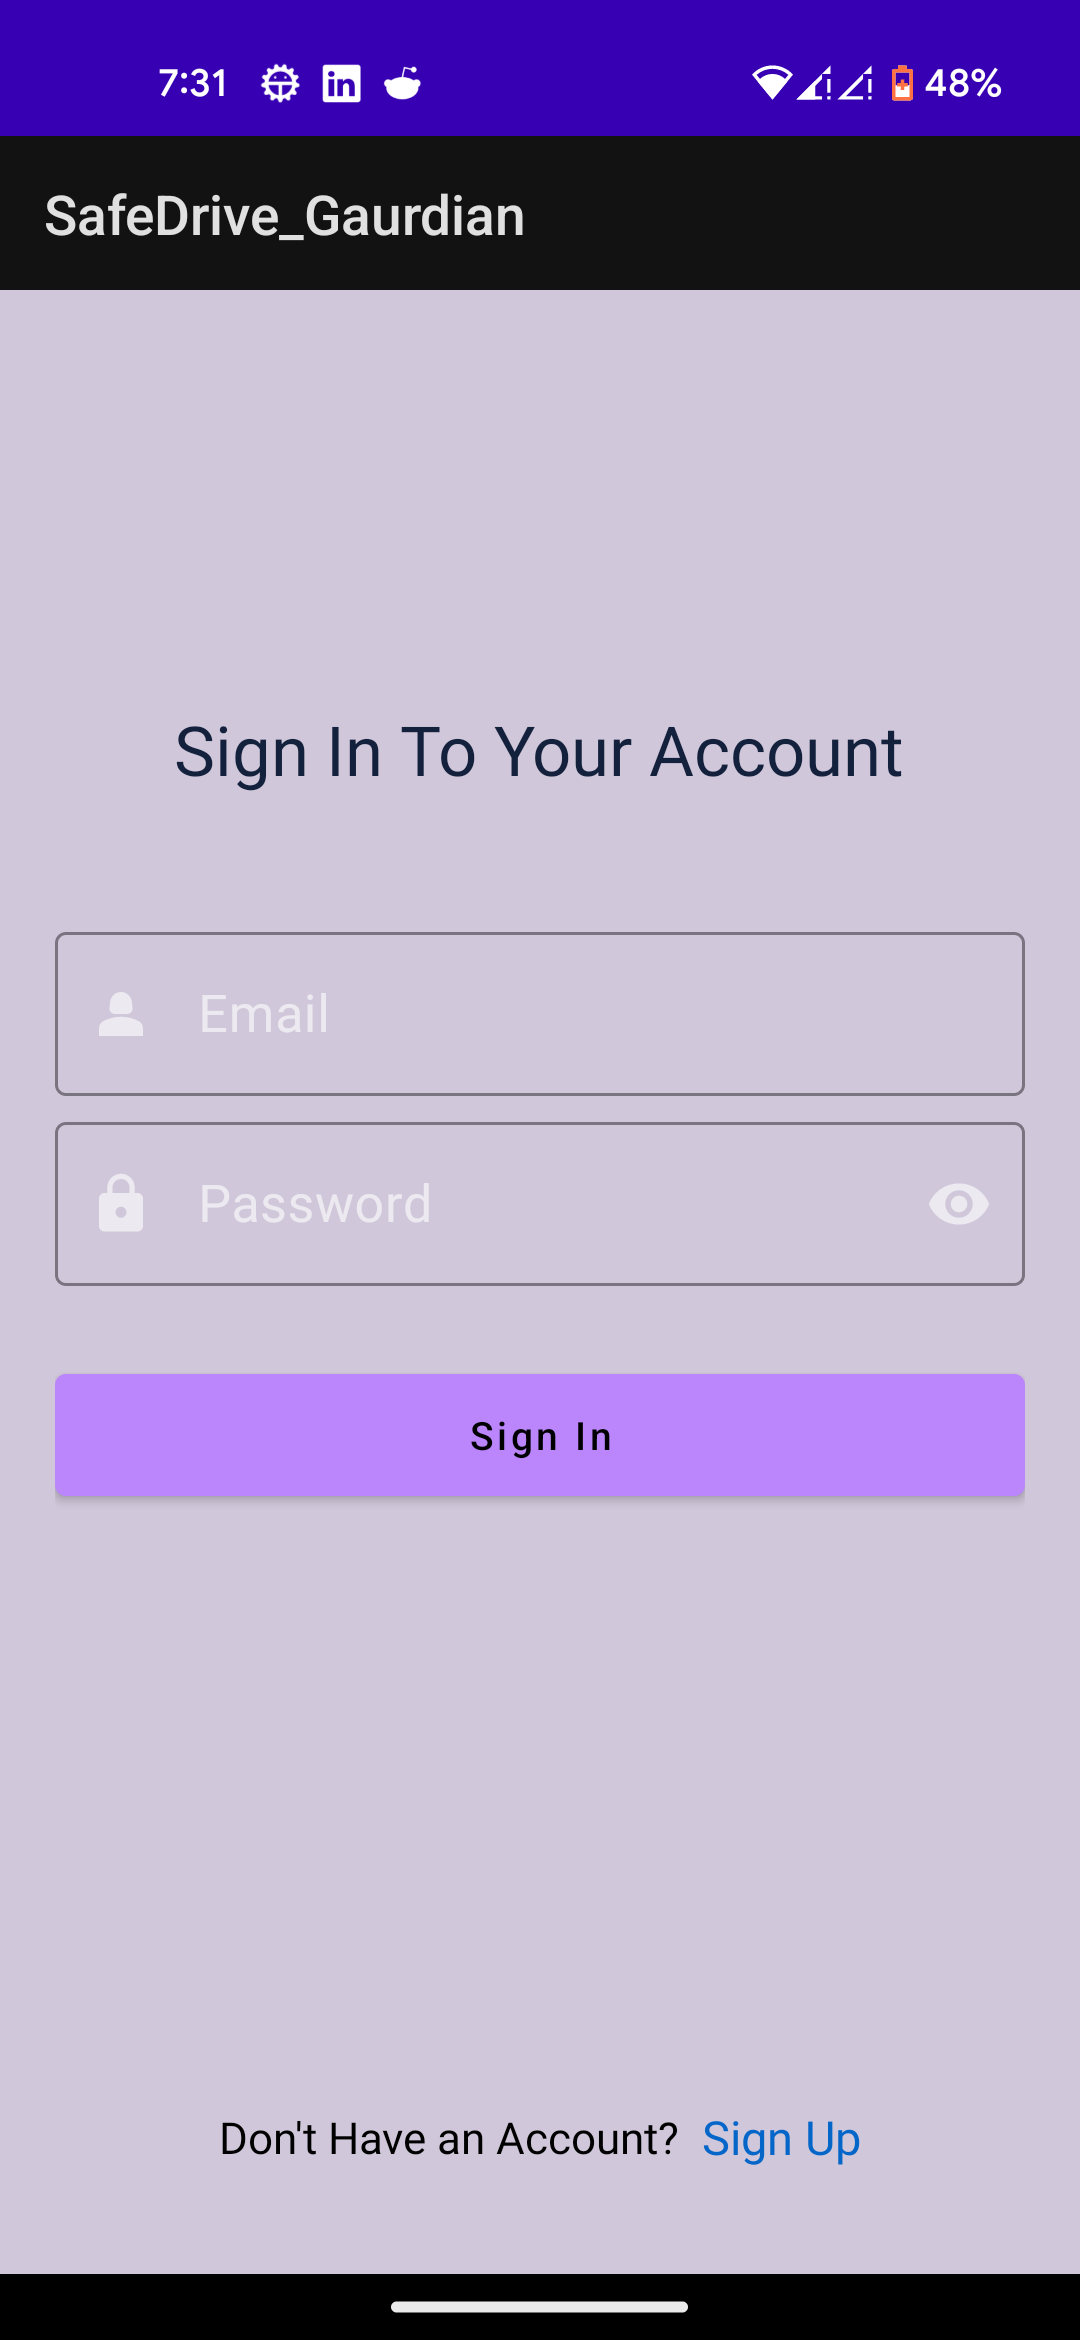 7:31 in 48%
SafeDrive_Gaurdian
Sign In To Your Account
Email
Password
Sign In
Don't Have an Account? Sign Up